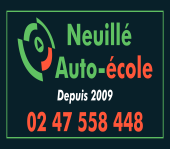 Neuillé
Auto-école
Depuis 2009
02 47 558 448